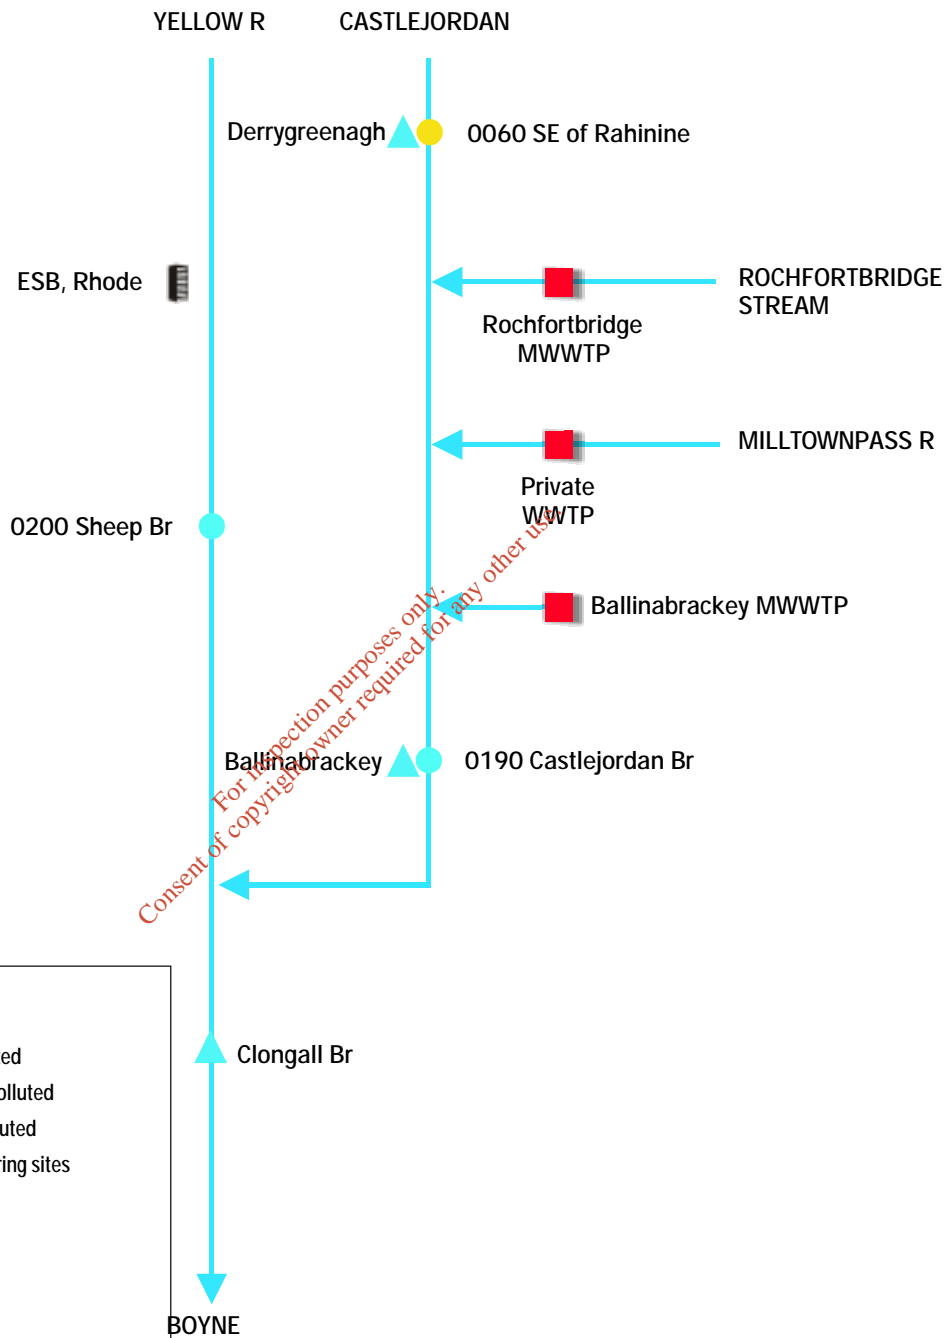 YELLOW R
CASTLEJORDAN
Derrygreenagh
0060 SE of Rahinine
ESB, Rhode
ROCHFORTBRIDGE
STREAM
Rochfortbridge
MWWTP
MILLTOWNPASS R
Private
WWTP
0200 Sheep Br
Ballinabrackey MWWTP
For inspection purposes only.
Consent of copyright owner required for any other use.
Ballinabrackey
0190 Castlejordan Br
Clongall Br
ed
olluted
uted
ring sites
BOYNE